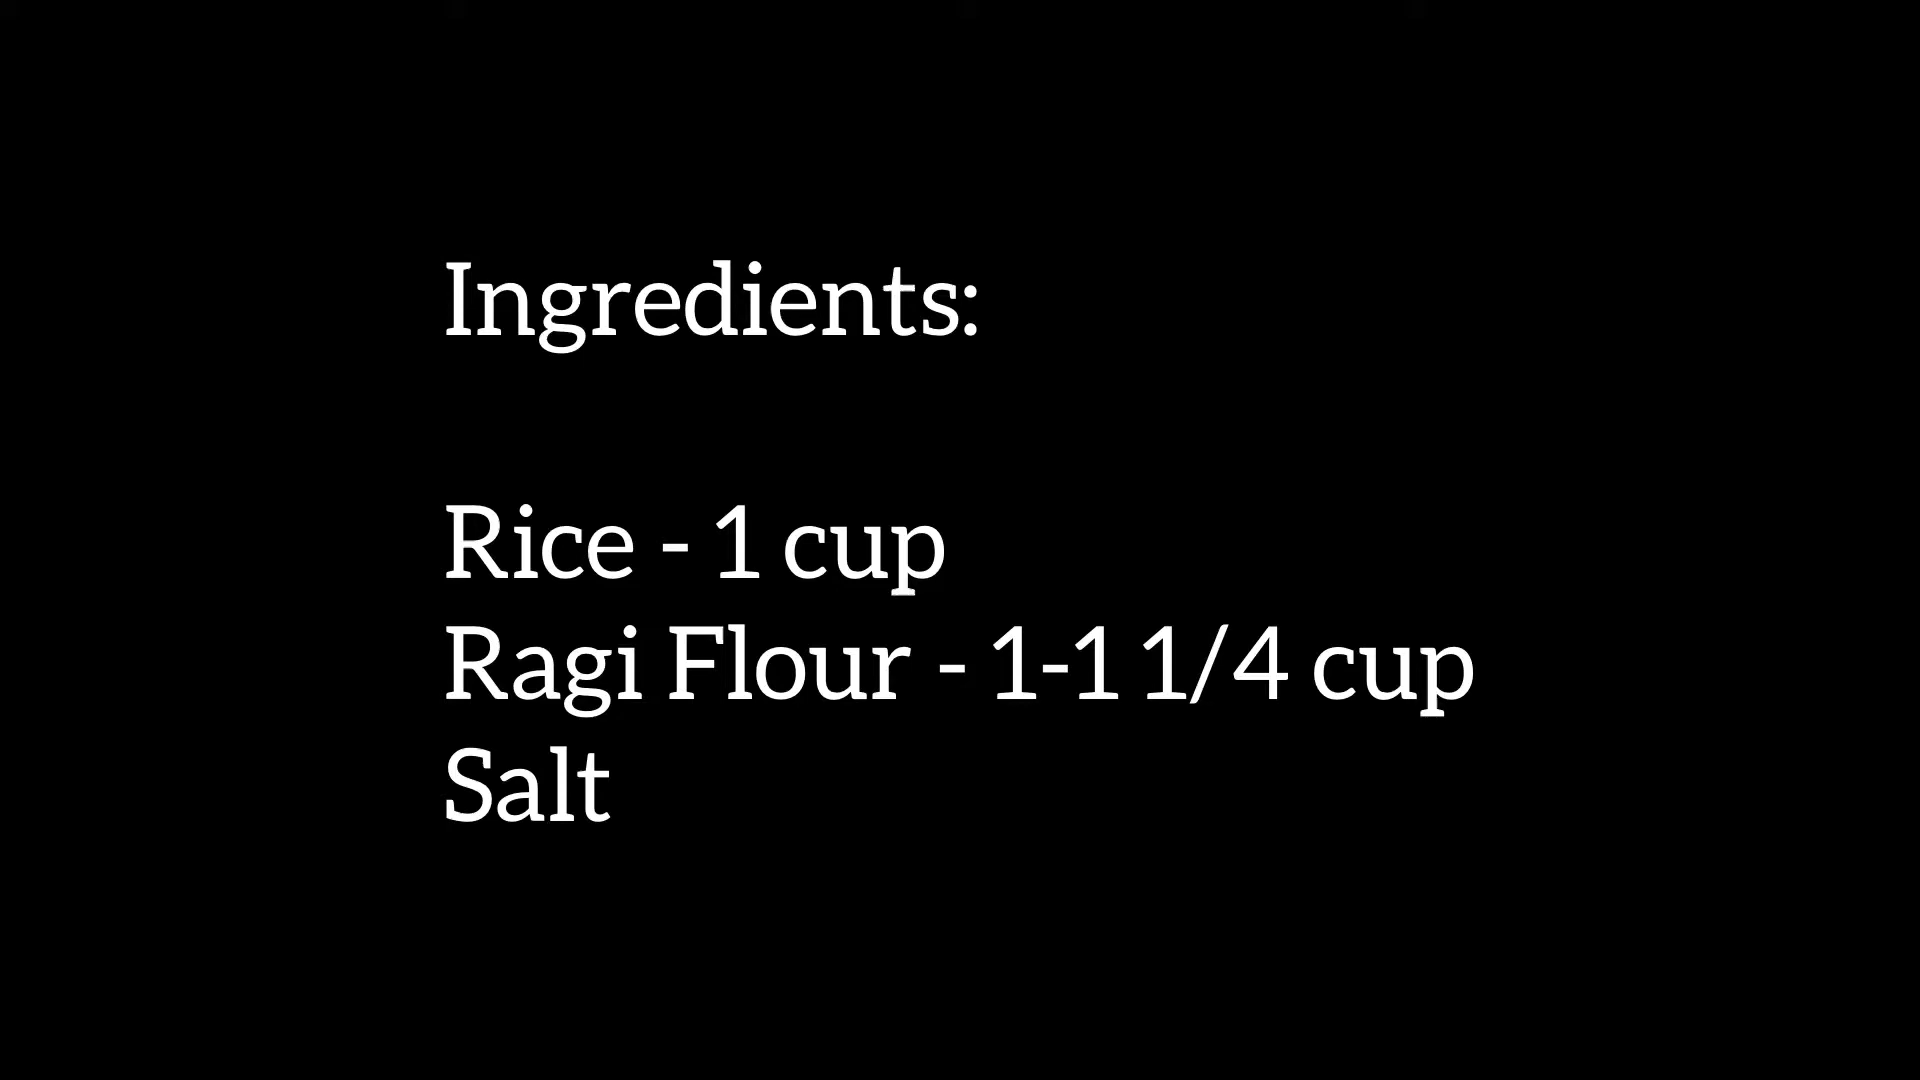 Ingredients:
Rice - 1 cup
Ragi Flour - 1-1 1/4 cup
Salt